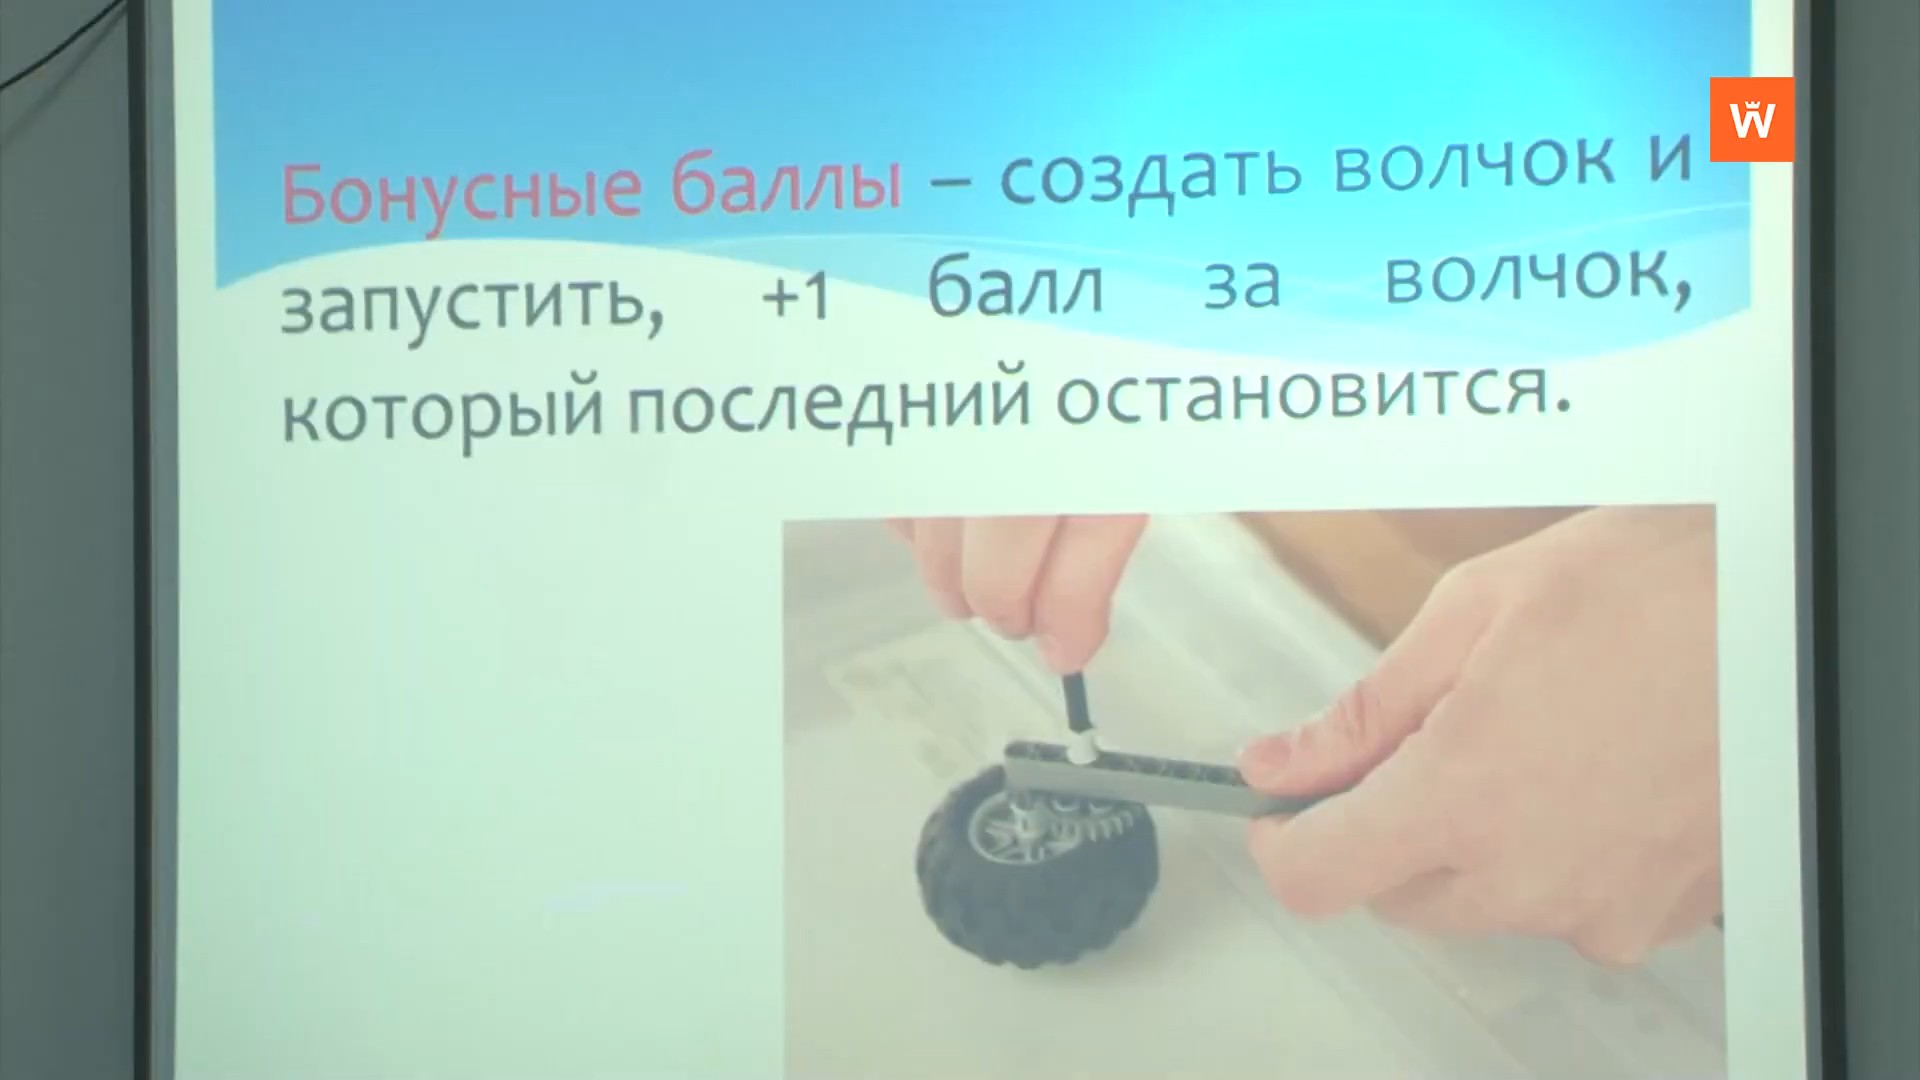 W
Бонусные баллы – создать волчок и
запустить, +1 балл за волчок,
который последний остановится.